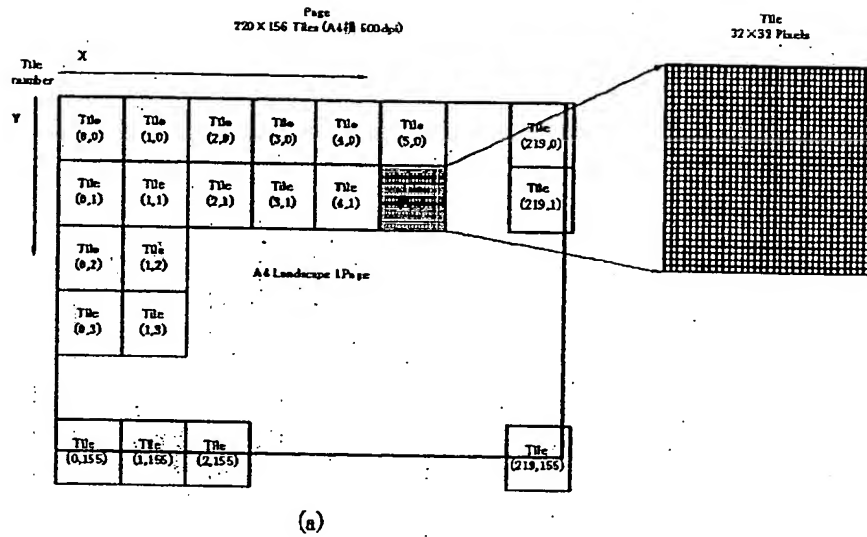 Page
220×156 Tiles (A4横 600dpi)
Tile
32×32 Pixels
Tile
number
X
Y
Tile
(0,0)
Tile
(1,0)
Tile
(2,0)
Tile
(3,0)
Tile
(4,0)
Tile
(5,0)
Tile
(219,0)
Tile
(0,1)
Tile
(1,1)
Tile
(2,1)
Tile
(3,1)
Tile
(4,1)
Tile
(219,1)
Tile
(0,2)
Tile
(1,2)
A4 Landscape 1Page
Tile
(0,3)
Tile
(1,3)
Tile
(0,155)
Tile
(1,155)
Tile
(2,155)
Tile
(219,155)
(a)